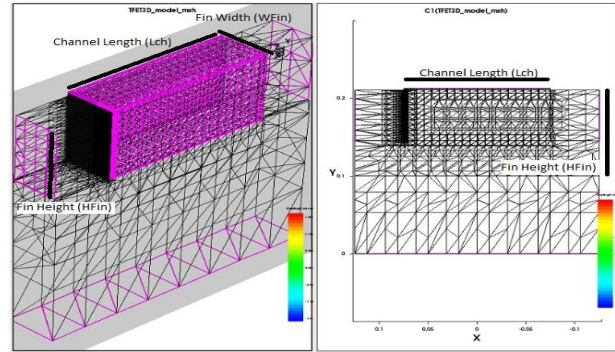 TFET3D_model_msh
Fin Width (WFin)
Channel Length (Lch)
Y
Fin Height (HFin)
C1(TFET3D_model_msh)
Channel Length (Lch)
0.2
Fin Height (HFin)
Y
0.1
0
0.1
0.05
0
-0.05
-0.1
X